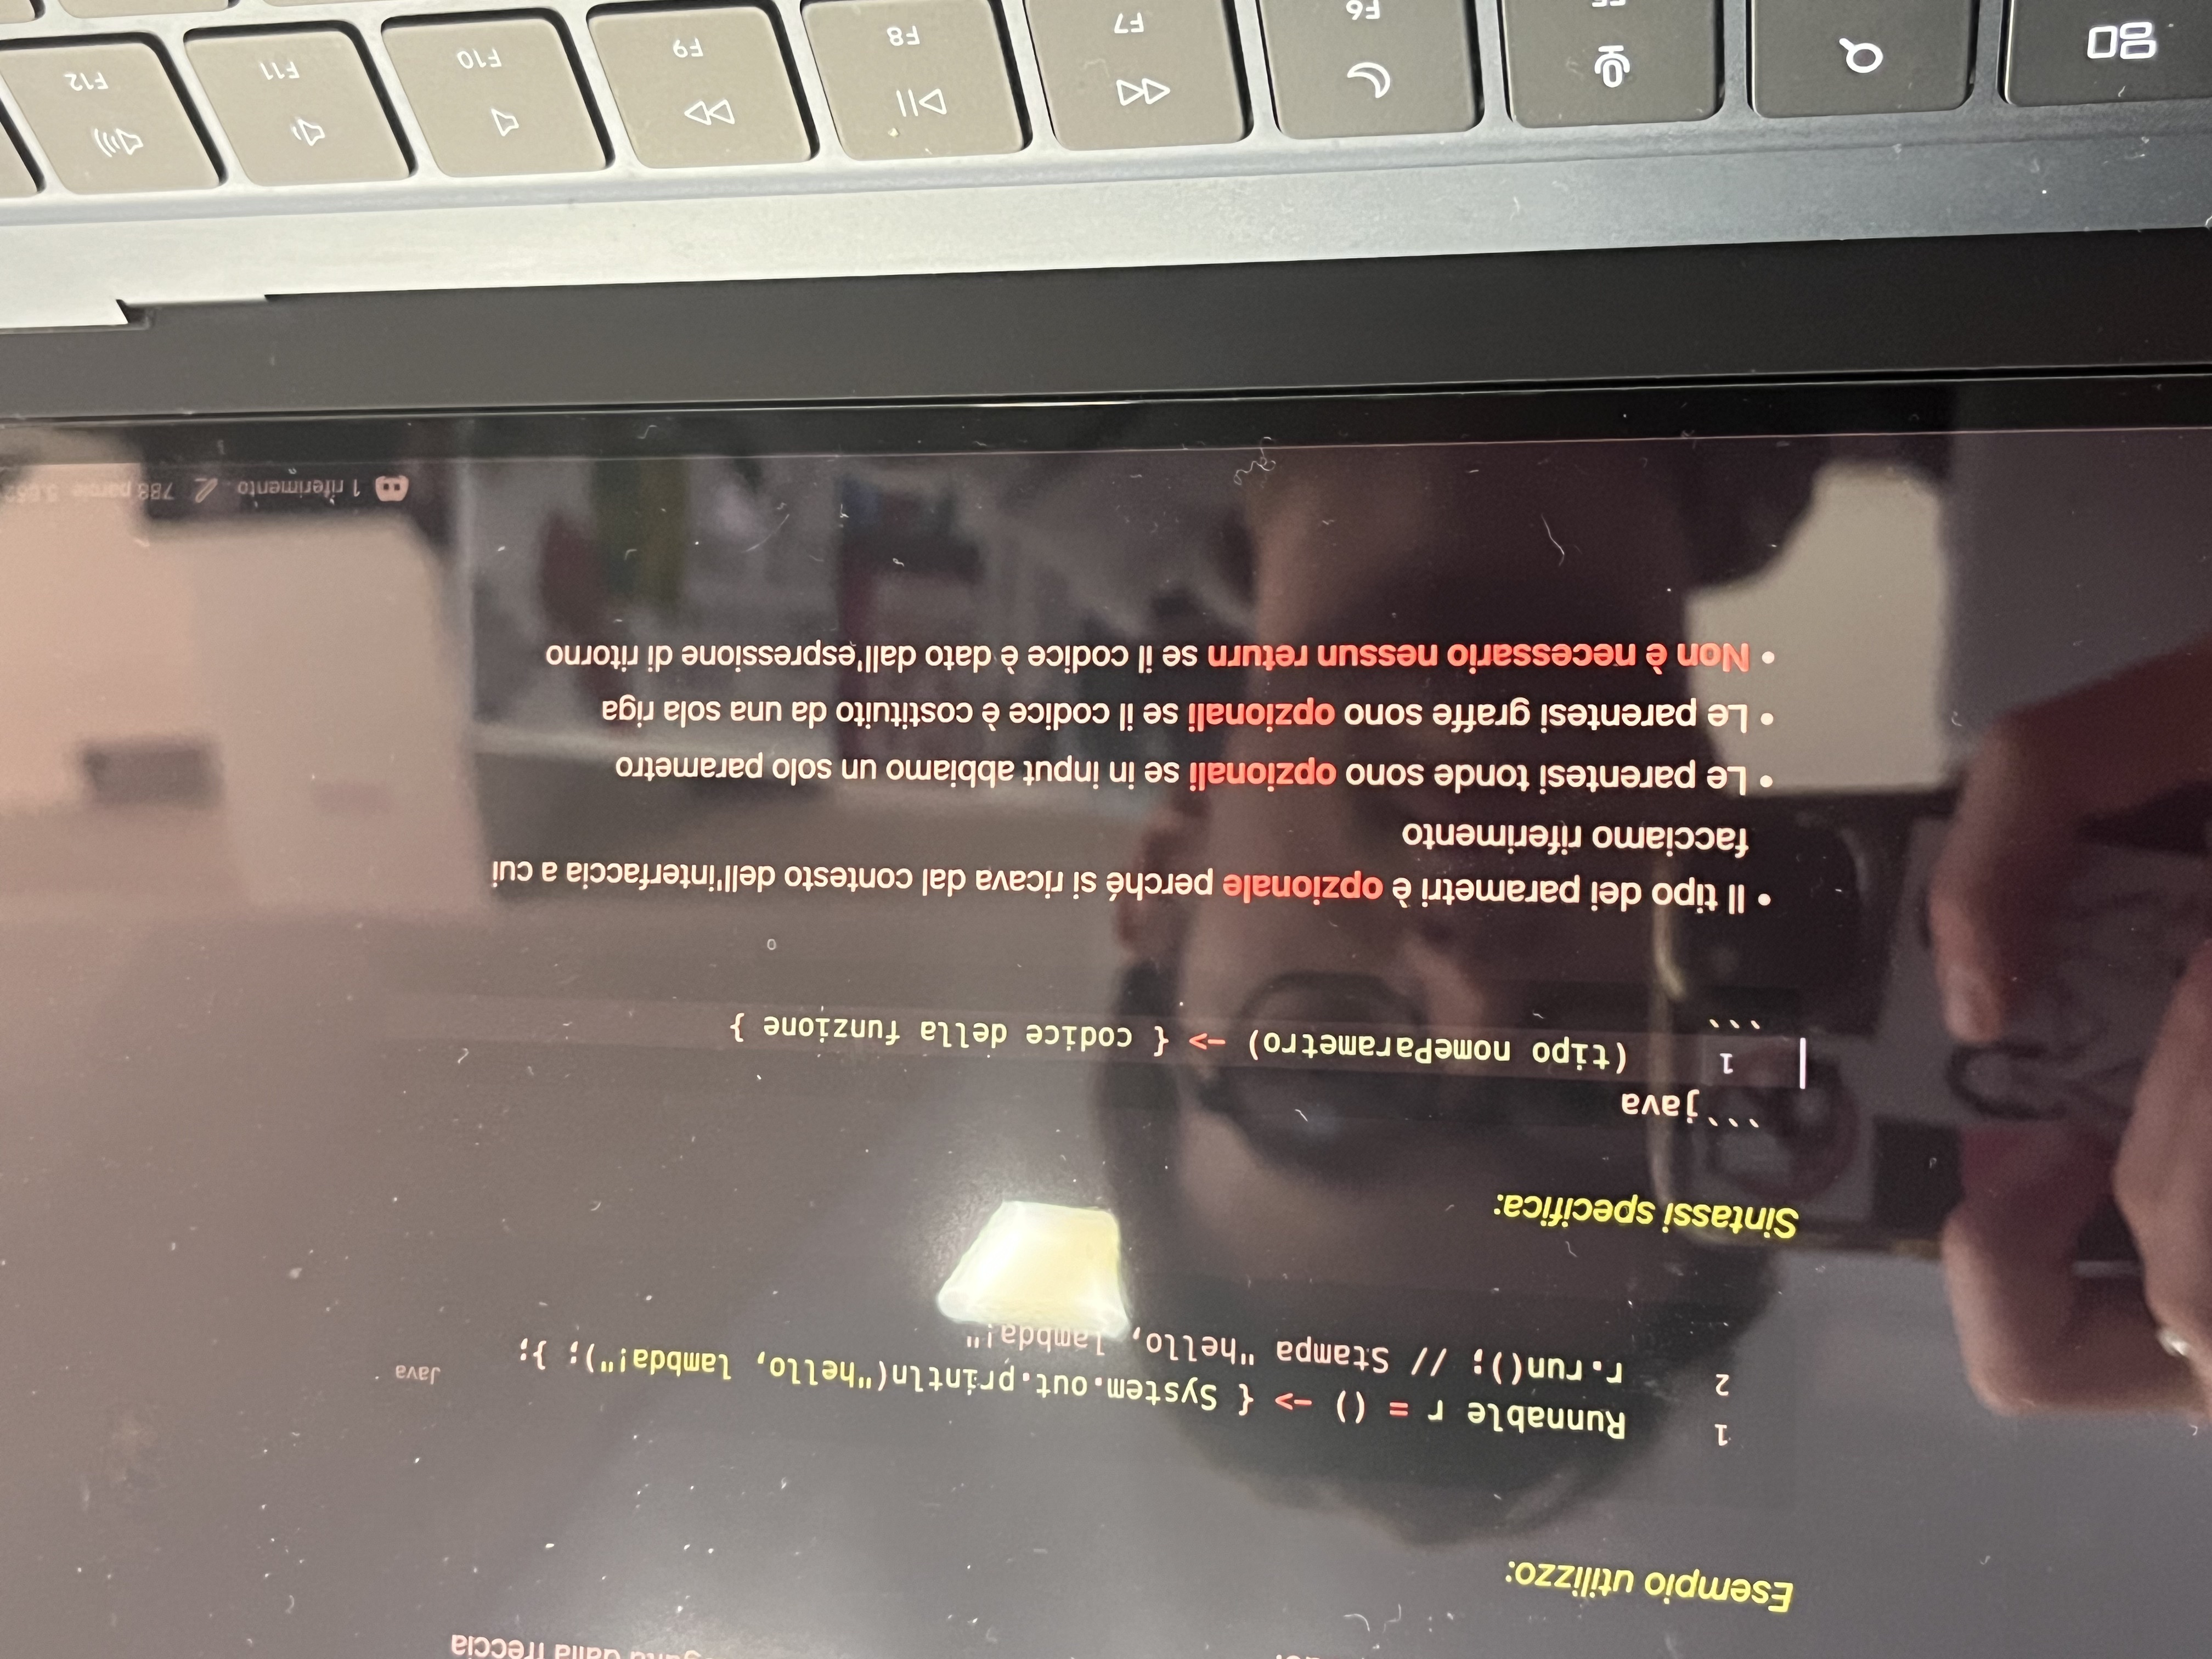 dalla freccia
Esempio utilizzo:
1 Runnable r = () -> { System.out.println("hello, lambda!"); };
Java
2 r.run(); // Stampa "hello, lambda!"
Sintassi specifica:
```java
1 (tipo nomeParametro) -> { codice della funzione }
```
• Il tipo dei parametri è opzionale perché si ricava dal contesto dell'interfaccia a cui
facciamo riferimento
• Le parentesi tonde sono opzionali se in input abbiamo un solo parametro
• Le parentesi graffe sono opzionali se il codice è costituito da una sola riga
• Non è necessario nessun return se il codice è dato dall'espressione di ritorno
1 riferimento 788 parole
F6 F7 F8 F9 F10 F11 F12